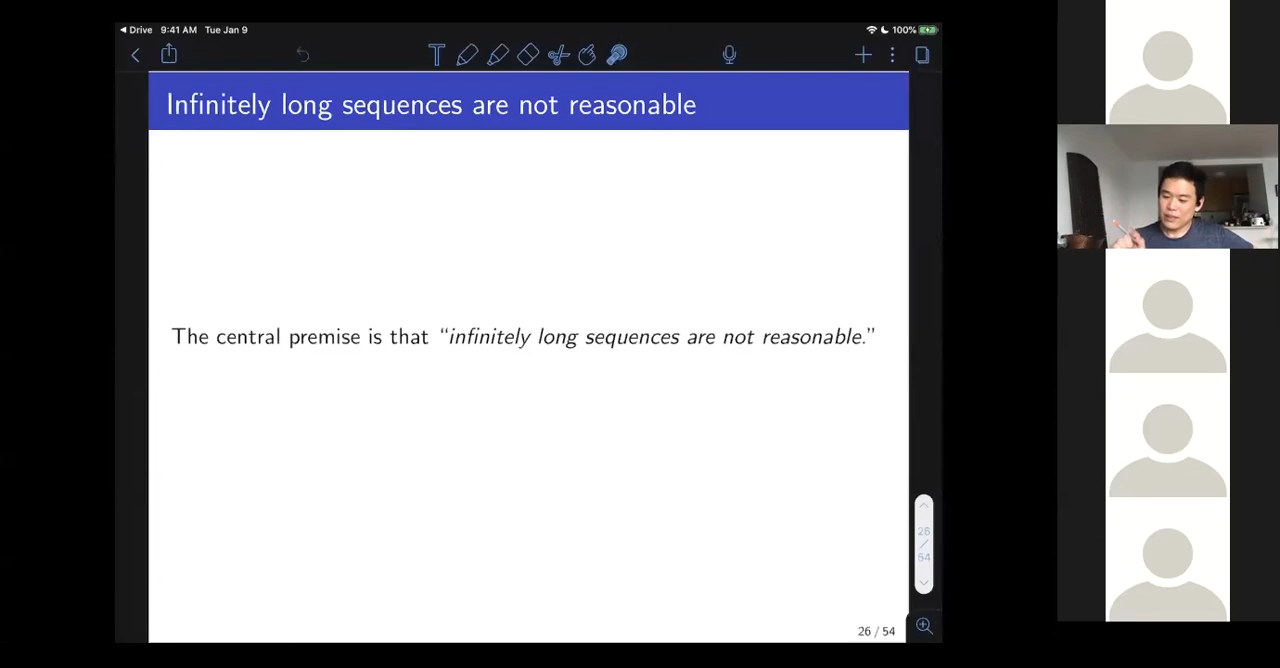 Drive 9:41 AM Tue Jan 9
100%
T
Infinitely long sequences are not reasonable
The central premise is that “infinitely long sequences are not reasonable.”
26 / 54